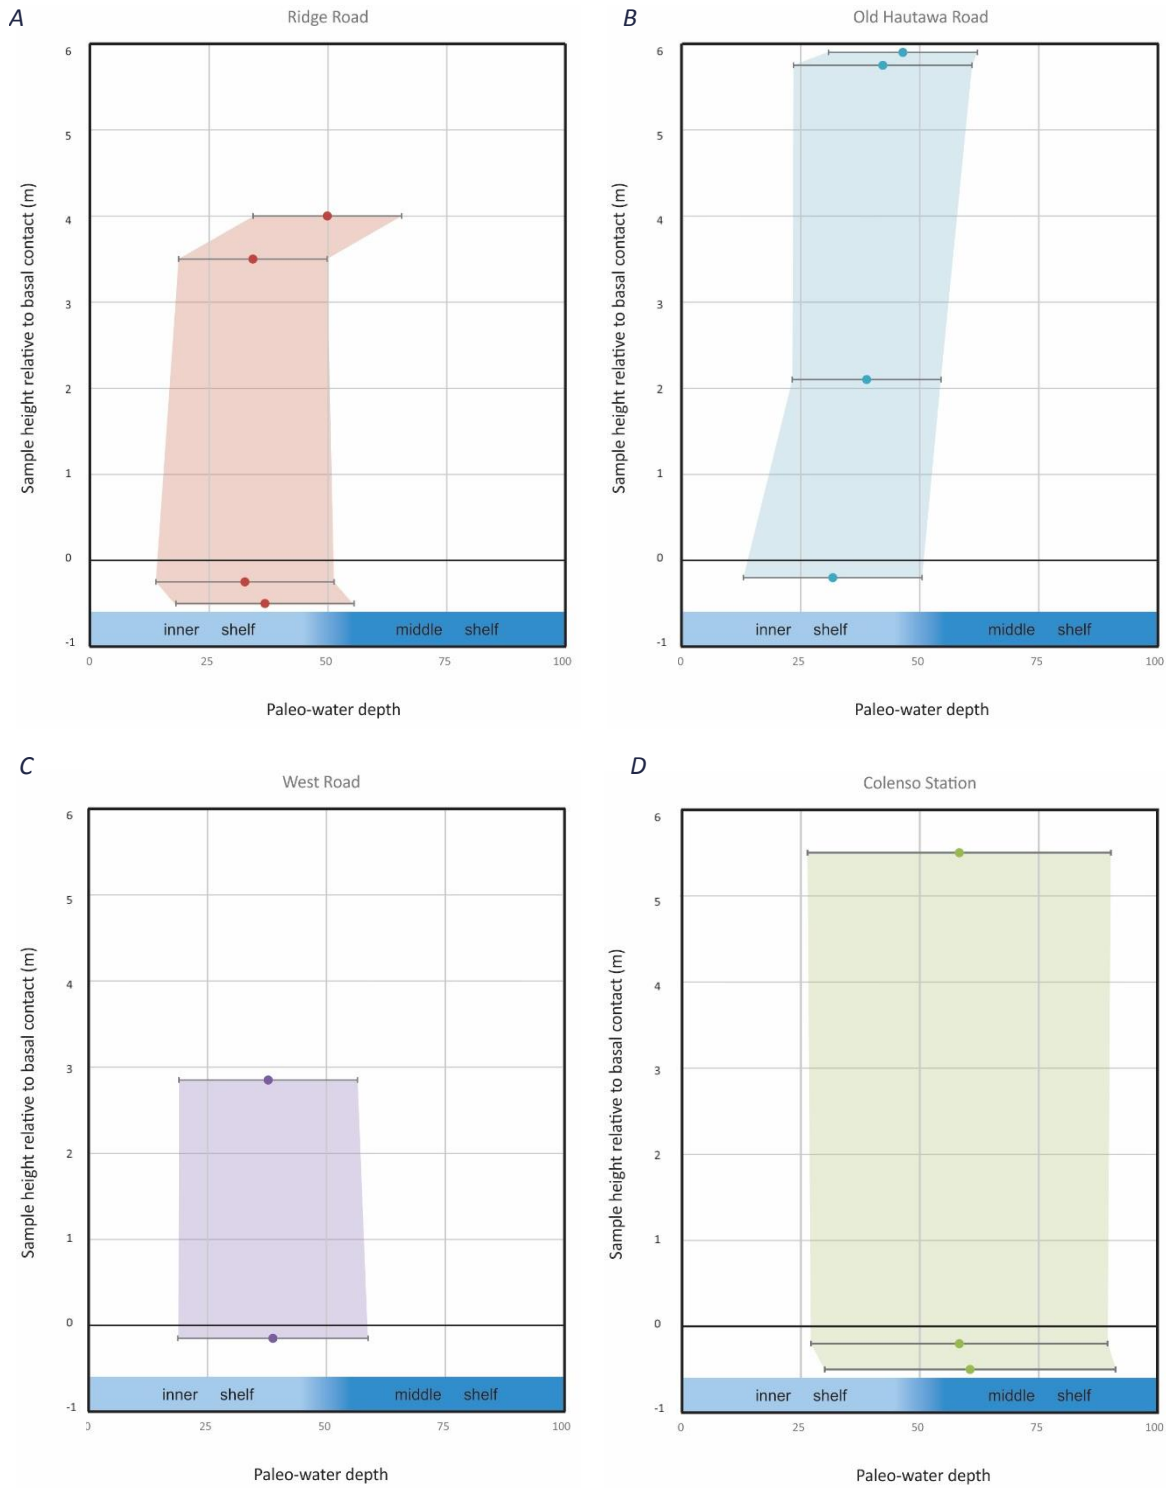 A
Ridge Road
6
5
4
3
2
1
0
-1
Sample height relative to basal contact (m)
inner shelf middle shelf
0 25 50 75 100
Paleo-water depth
B
Old Hautawa Road
6
5
4
3
2
1
0
-1
Sample height relative to basal contact (m)
inner shelf middle shelf
0 25 50 75 100
Paleo-water depth
C
West Road
6
5
4
3
2
1
0
-1
Sample height relative to basal contact (m)
inner shelf middle shelf
0 25 50 75 100
Paleo-water depth
D
Colenso Station
6
5
4
3
2
1
0
-1
Sample height relative to basal contact (m)
inner shelf middle shelf
0 25 50 75 100
Paleo-water depth